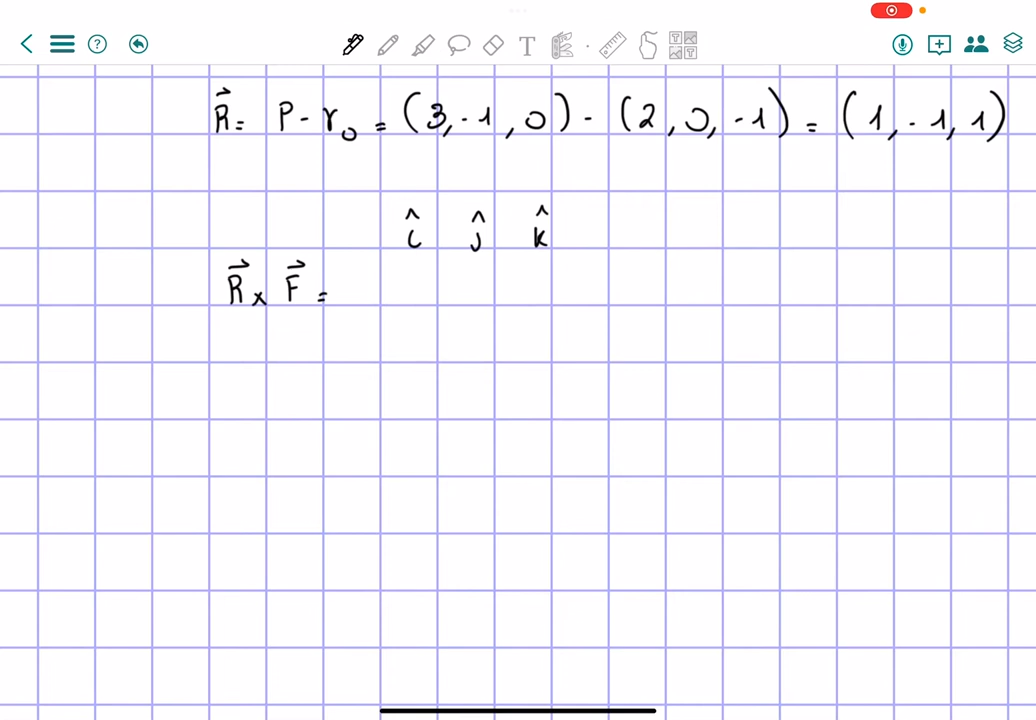 R⃗ = P - r₀ = (3, -1, 0) - (2, 0, -1) = (1, -1, 1)
î ĵ k̂
R⃗ × F⃗ =